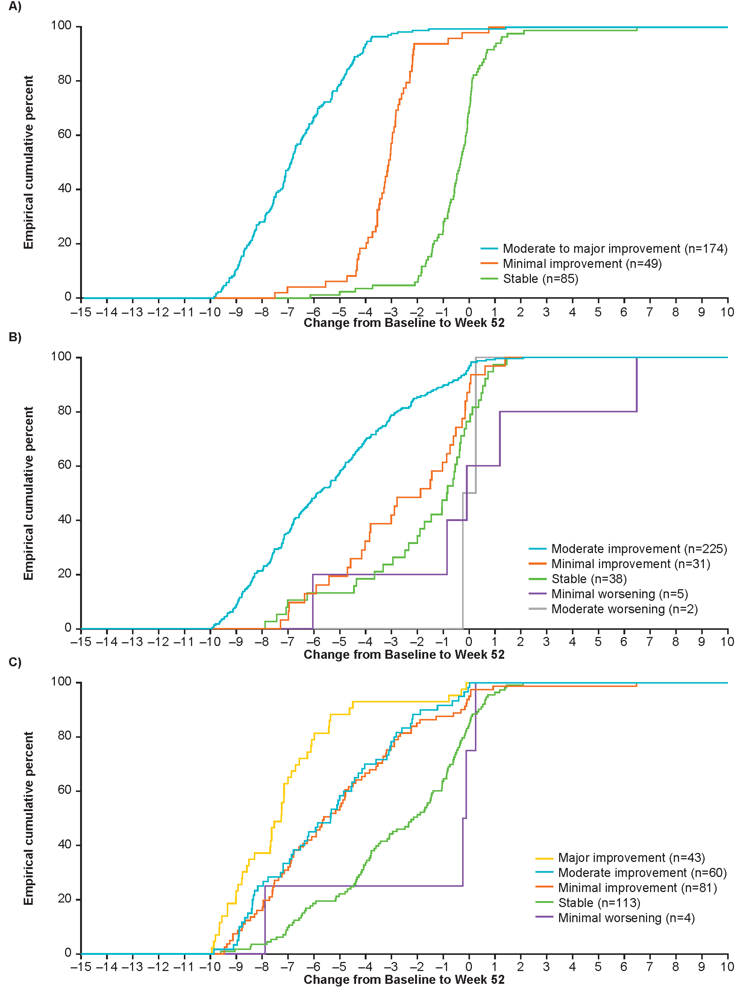 A)
Empirical cumulative percent
100
80
60
40
20
0
Moderate to major improvement (n=174)
Minimal improvement (n=49)
Stable (n=85)
–15 –14 –13 –12 –11 –10 –9 –8 –7 –6 –5 –4 –3 –2 –1 0 1 2 3 4 5 6 7 8 9 10
Change from Baseline to Week 52
B)
Empirical cumulative percent
100
80
60
40
20
0
Moderate improvement (n=225)
Minimal improvement (n=31)
Stable (n=38)
Minimal worsening (n=5)
Moderate worsening (n=2)
–15 –14 –13 –12 –11 –10 –9 –8 –7 –6 –5 –4 –3 –2 –1 0 1 2 3 4 5 6 7 8 9 10
Change from Baseline to Week 52
C)
Empirical cumulative percent
100
80
60
40
20
0
Major improvement (n=43)
Moderate improvement (n=60)
Minimal improvement (n=81)
Stable (n=113)
Minimal worsening (n=4)
–15 –14 –13 –12 –11 –10 –9 –8 –7 –6 –5 –4 –3 –2 –1 0 1 2 3 4 5 6 7 8 9 10
Change from Baseline to Week 52